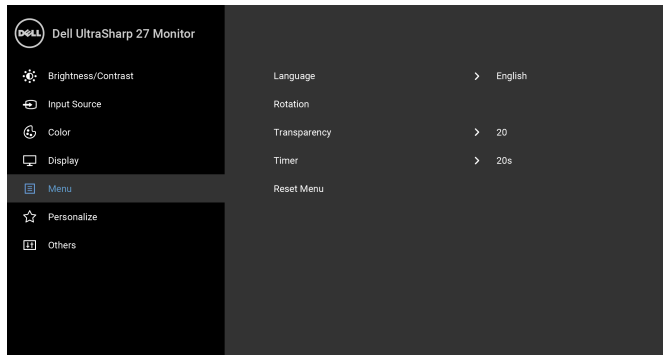 DELL Dell UltraSharp 27 Monitor
Brightness/Contrast Language English
Input Source Rotation
Color Transparency 20
Display Timer 20s
Menu Reset Menu
Personalize
Others